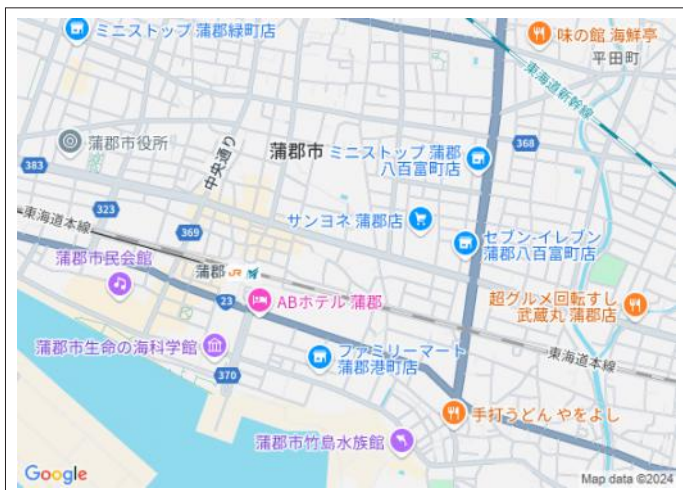 ミニストップ 蒲郡緑町店
味の館 海鮮亭
平田町
東海道新幹線
蒲郡市役所
中央通り
蒲郡市
ミニストップ 蒲郡
八百富町店
368
383
323
369
サンヨネ 蒲郡店
セブン-イレブン
蒲郡八百富町店
東海道本線
蒲郡市民会館
蒲郡
JR
23
ABホテル 蒲郡
超グルメ回転すし
武蔵丸 蒲郡店
蒲郡市生命の海科学館
ファミリーマート
蒲郡港町店
東海道本線
370
手打うどん やをよし
蒲郡市竹島水族館
Google
Map data ©2024